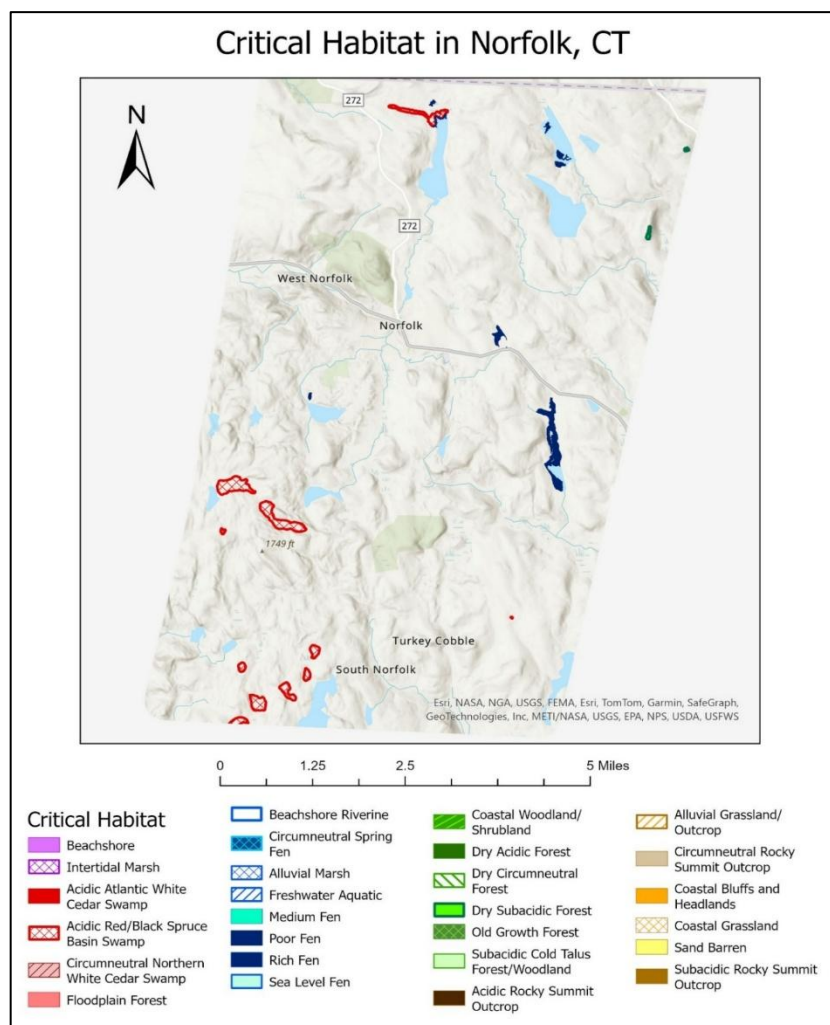 Critical Habitat in Norfolk, CT
N
272
272
West Norfolk
Norfolk
1749 ft
Turkey Cobble
South Norfolk
Esri, NASA, NGA, USGS, FEMA, Esri, TomTom, Garmin, SafeGraph,
GeoTechnologies, Inc, METI/NASA, USGS, EPA, NPS, USDA, USFWS
0 1.25 2.5 5 Miles
Critical Habitat
Beachshore
Intertidal Marsh
Acidic Atlantic White
Cedar Swamp
Acidic Red/Black Spruce
Basin Swamp
Circumneutral Northern
White Cedar Swamp
Floodplain Forest
Beachshore Riverine
Circumneutral Spring
Fen
Alluvial Marsh
Freshwater Aquatic
Medium Fen
Poor Fen
Rich Fen
Sea Level Fen
Coastal Woodland/
Shrubland
Dry Acidic Forest
Dry Circumneutral
Forest
Dry Subacidic Forest
Old Growth Forest
Subacidic Cold Talus
Forest/Woodland
Acidic Rocky Summit
Outcrop
Alluvial Grassland/
Outcrop
Circumneutral Rocky
Summit Outcrop
Coastal Bluffs and
Headlands
Coastal Grassland
Sand Barren
Subacidic Rocky Summit
Outcrop